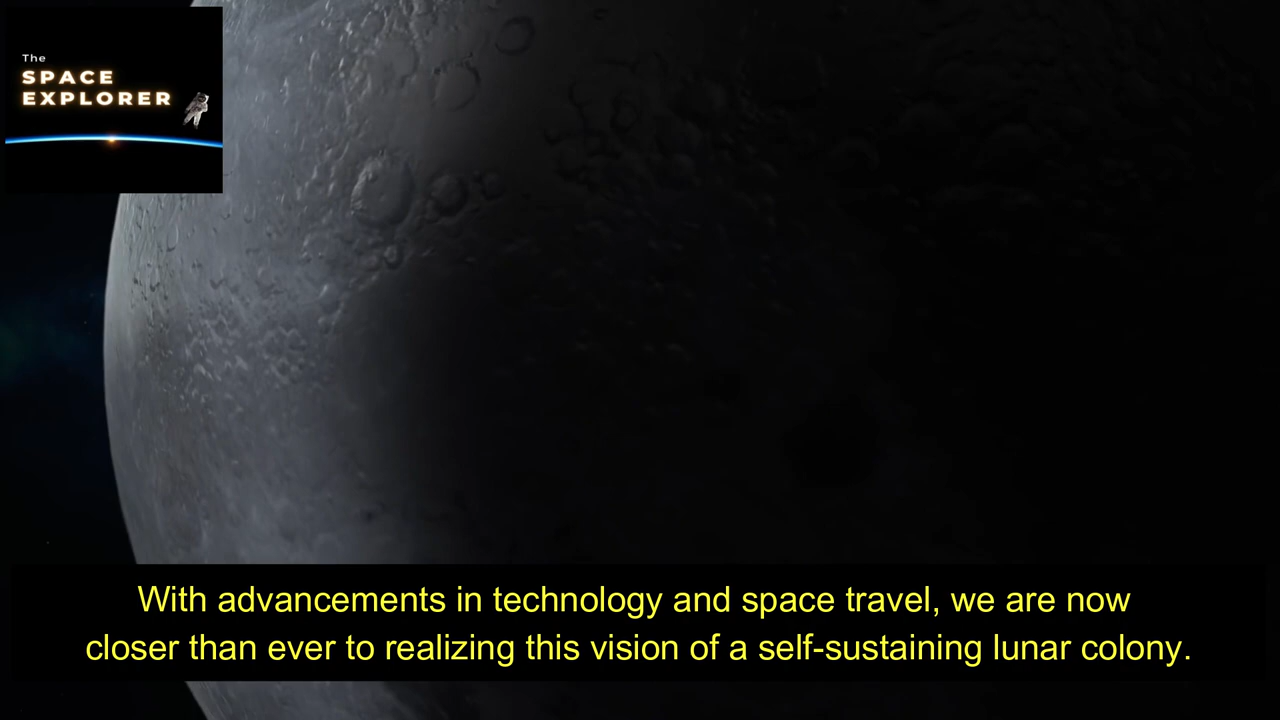 The
SPACE
EXPLORER
With advancements in technology and space travel, we are now
closer than ever to realizing this vision of a self-sustaining lunar colony.